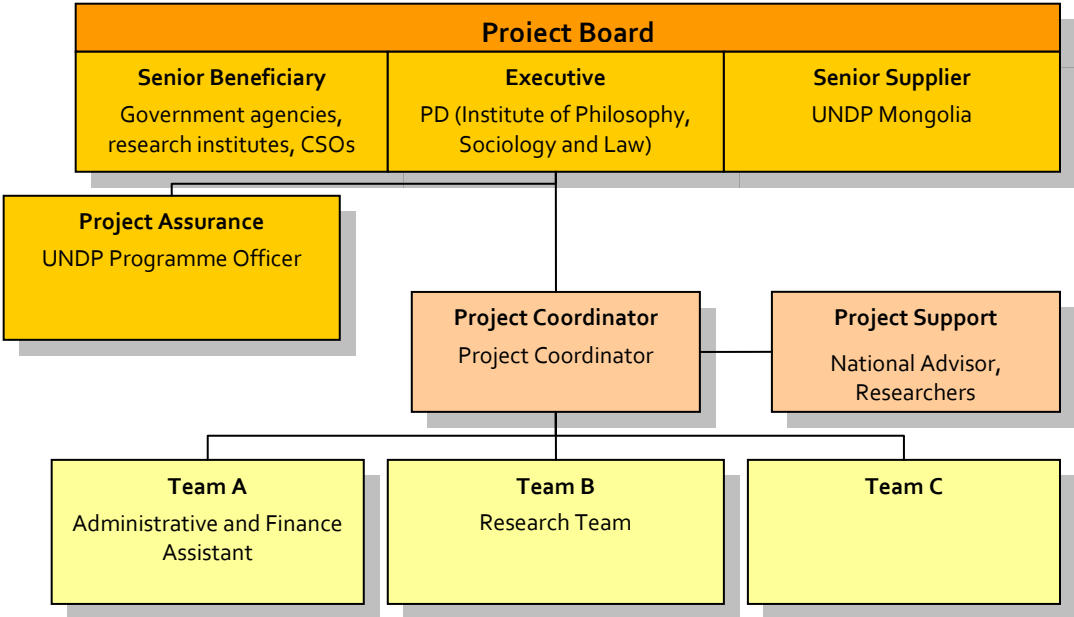 Project Board
Senior Beneficiary
Government agencies,
research institutes, CSOs
Executive
PD (Institute of Philosophy,
Sociology and Law)
Senior Supplier
UNDP Mongolia
Project Assurance
UNDP Programme Officer
Project Coordinator
Project Coordinator
Project Support
National Advisor,
Researchers
Team A
Administrative and Finance
Assistant
Team B
Research Team
Team C